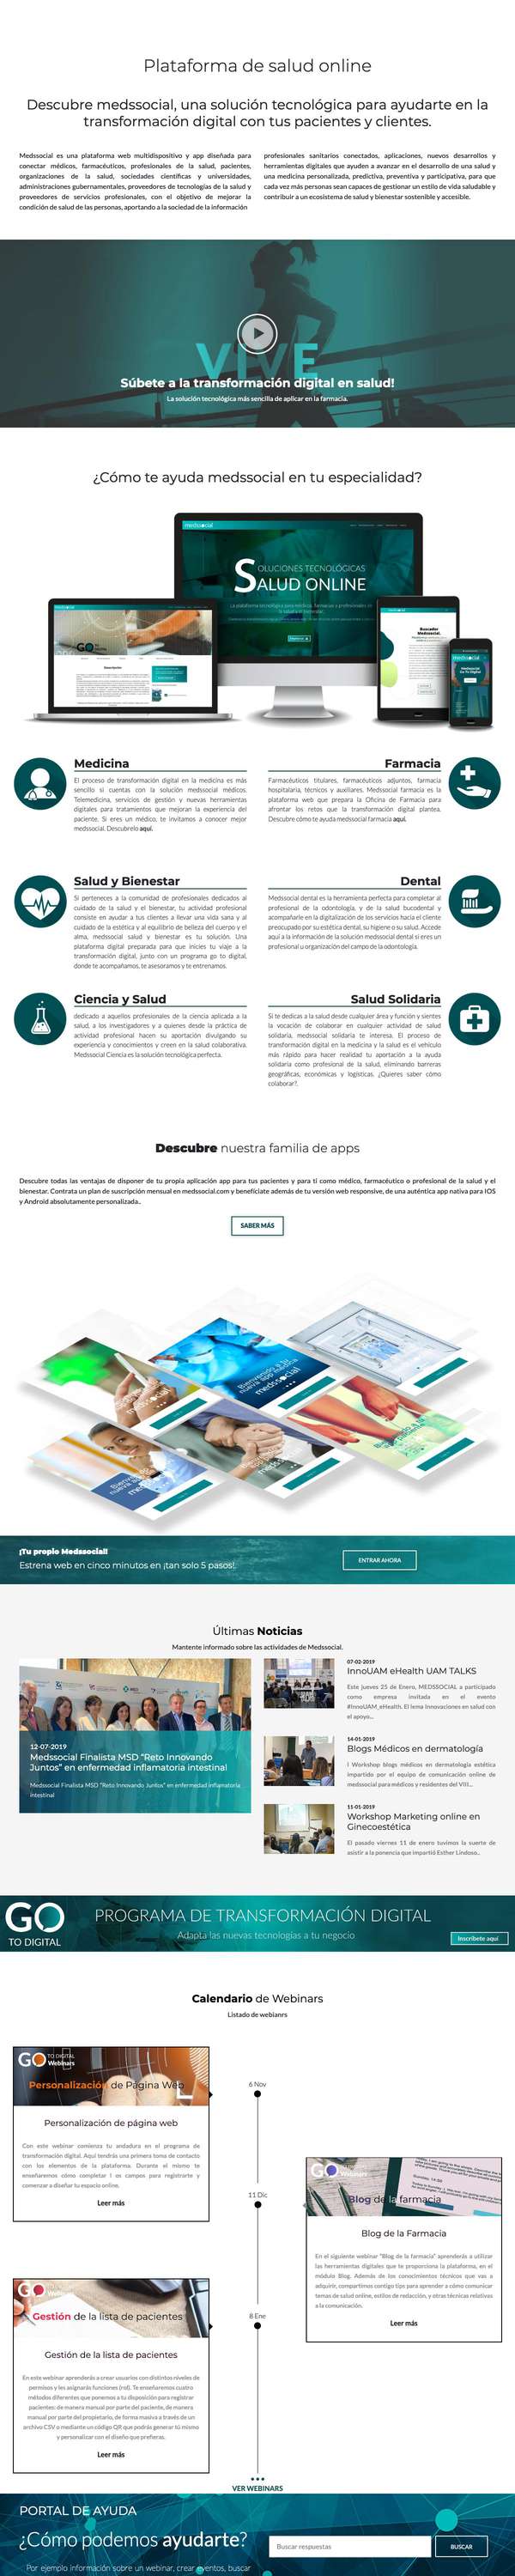 Plataforma de salud online
Descubre medssocial, una solución tecnológica para ayudarte en la
transformación digital con tus pacientes y clientes.
Medssocial es una plataforma web multidispositivo y app diseñada para
conectar médicos, farmacéuticos, profesionales de la salud, pacientes,
organizaciones de la salud, sociedades científicas y universidades,
administraciones gubernamentales, proveedores de tecnologías de la salud y
proveedores de servicios profesionales, con el objetivo de mejorar la
condición de salud de las personas, aportando a la sociedad de la información
profesionales sanitarios conectados, aplicaciones, nuevos desarrollos y
herramientas digitales que ayuden a avanzar en el desarrollo de una salud y
una medicina personalizada, predictiva, preventiva y participativa, para que
cada vez más personas sean capaces de gestionar un estilo de vida saludable y
contribuir a un ecosistema de salud y bienestar sostenible y accesible.
VIVE
Súbete a la transformación digital en salud!
La solución tecnológica más sencilla de aplicar en la farmacia.
¿Cómo te ayuda medssocial en tu especialidad?
medssocial
SOLUCIONES TECNOLÓGICAS
SALUD ONLINE
GO
Buscador
Medssocial
Medicina
El proceso de transformación digital en la medicina es más
sencillo si cuentas con la solución medssocial médicos.
Telemedicina, servicios de gestión y nuevas herramientas
digitales para tratamientos que mejoran la experiencia del
paciente. Si eres un médico, te invitamos a conocer mejor
medssocial. Descubrelo aquí.
Farmacia
Farmacéuticos titulares, farmacéuticos adjuntos, farmacia
hospitalaria, técnicos y auxiliares. Medssocial farmacia es la
plataforma web que prepara la Oficina de Farmacia para
afrontar los retos que la transformación digital plantea.
Descubre cómo te ayuda medssocial farmacia aquí.
Salud y Bienestar
Si perteneces a la comunidad de profesionales dedicados al
cuidado de la salud y el bienestar, tu actividad profesional
consiste en ayudar a tus clientes a llevar una vida sana y al
cuidado de la estética y al equilibrio de belleza del cuerpo y el
alma, medssocial salud y bienestar es tu solución. Una
plataforma digital preparada para que inicies tu viaje a la
transformación digital, junto con un programa go to digital,
donde te acompañamos, te asesoramos y te entrenamos.
Dental
Medssocial dental es la herramienta perfecta para completar al
profesional de la odontología, y de la salud bucodental y
acompañarle en la digitalización de los servicios hacia el cliente
preocupado por su estética dental, su higiene o su salud. Accede
aquí a la información de la solución medssocial dental si eres un
profesional u organización del campo de la odontología.
Ciencia y Salud
dedicado a aquellos profesionales de la ciencia aplicada a la
salud, a los investigadores y a quienes desde la práctica de
actividad profesional hacen su aportación divulgando su
experiencia y conocimientos y creen en la salud colaborativa.
Medssocial Ciencia es la solución tecnológica perfecta.
Salud Solidaria
Si te dedicas a la salud desde cualquier área y función y sientes
la vocación de colaborar en cualquier actividad de salud
solidaria, medssocial solidaria te interesa. El proceso de
transformación digital en la medicina y la salud es el vehículo
más rápido para hacer realidad tu aportación a la ayuda
solidaria como profesional de la salud, eliminando barreras
geográficas, económicas y logísticas. ¿Quieres saber cómo
colaborar?.
Descubre nuestra familia de apps
Descubre todas las ventajas de disponer de tu propia aplicación app para tus pacientes y para ti como médico, farmacéutico o profesional de la salud y el
bienestar. Contrata un plan de suscripción mensual en medssocial.com y benefíciate además de tu versión web responsive, de una auténtica app nativa para IOS
y Android absolutamente personalizada..
SABER MÁS
¡Tu propio Medssocial!
Estrena web en cinco minutos en ¡tan solo 5 pasos!.
ENTRAR AHORA
Últimas Noticias
Mantente informado sobre las actividades de Medssocial.
12-07-2019
Medssocial Finalista MSD "Reto Innovando
Juntos" en enfermedad inflamatoria intestinal
Medssocial Finalista MSD "Reto Innovando Juntos" en enfermedad inflamatoria
intestinal
07-02-2019
InnoUAM eHealth UAM TALKS
Este jueves 25 de Enero, MEDSSOCIAL a participado
como empresa invitada en el evento
#InnoUAM_eHealth. El lema Innovaciones en salud con
el apoyo...
14-01-2019
Blogs Médicos en dermatología
I Workshop blogs médicos en dermatología estética
impartida por el equipo de comunicación online de
medssocial para médicos y residentes del VIII...
11-01-2019
Workshop Marketing online en
Ginecoestética
El pasado viernes 11 de enero tuvimos la suerte de
asistir a la ponencia que impartió Esther Lindoso..
GO
TO DIGITAL
PROGRAMA DE TRANSFORMACIÓN DIGITAL
Adapta las nuevas tecnologías a tu negocio
Inscríbete aquí
Calendario de Webinars
Listado de webianrs
GO TO DIGITAL
Webinars
Personalización de Página Web
Personalización de página web
Con este webinar comienza tu andadura en el programa de
transformación digital. Aquí tendrás una primera toma de contacto
con los elementos de la plataforma. Durante el mismo te
enseñaremos cómo completar l os campos para registrarte y
comenzar a diseñar tu espacio online.
Leer más
6 Nov
11 Dic
GO
Webinars
Blog de la farmacia
Blog de la Farmacia
En el siguiente webinar "Blog de la farmacia" aprenderás a utilizar
las herramientas digitales que te proporciona la plataforma, en el
módulo Blog. Además de los conocimientos técnicos que vas a
adquirir, compartimos contigo tips para aprender a cómo comunicar
temas de salud online, estilos de redacción, y otras técnicas relativas
a la comunicación.
Leer más
8 Ene
GO
Gestión de la lista de pacientes
Gestión de la lista de pacientes
En este webinar aprenderás a crear usuarios con distintos niveles de
permisos y les asignarás funciones (rol). Te enseñaremos cuatro
métodos diferentes que ponemos a tu disposición para registrar
pacientes: de manera manual por parte del paciente, de manera
manual por parte del propietario, de forma masiva a través de un
archivo CSV o mediante un código QR que podrás generar tú mismo
y personalizar con el diseño que prefieras.
Leer más
VER WEBINARS
PORTAL DE AYUDA
¿Cómo podemos ayudarte?
Buscar respuestas
BUSCAR
Por ejemplo información sobre un webinar, crear eventos, buscar